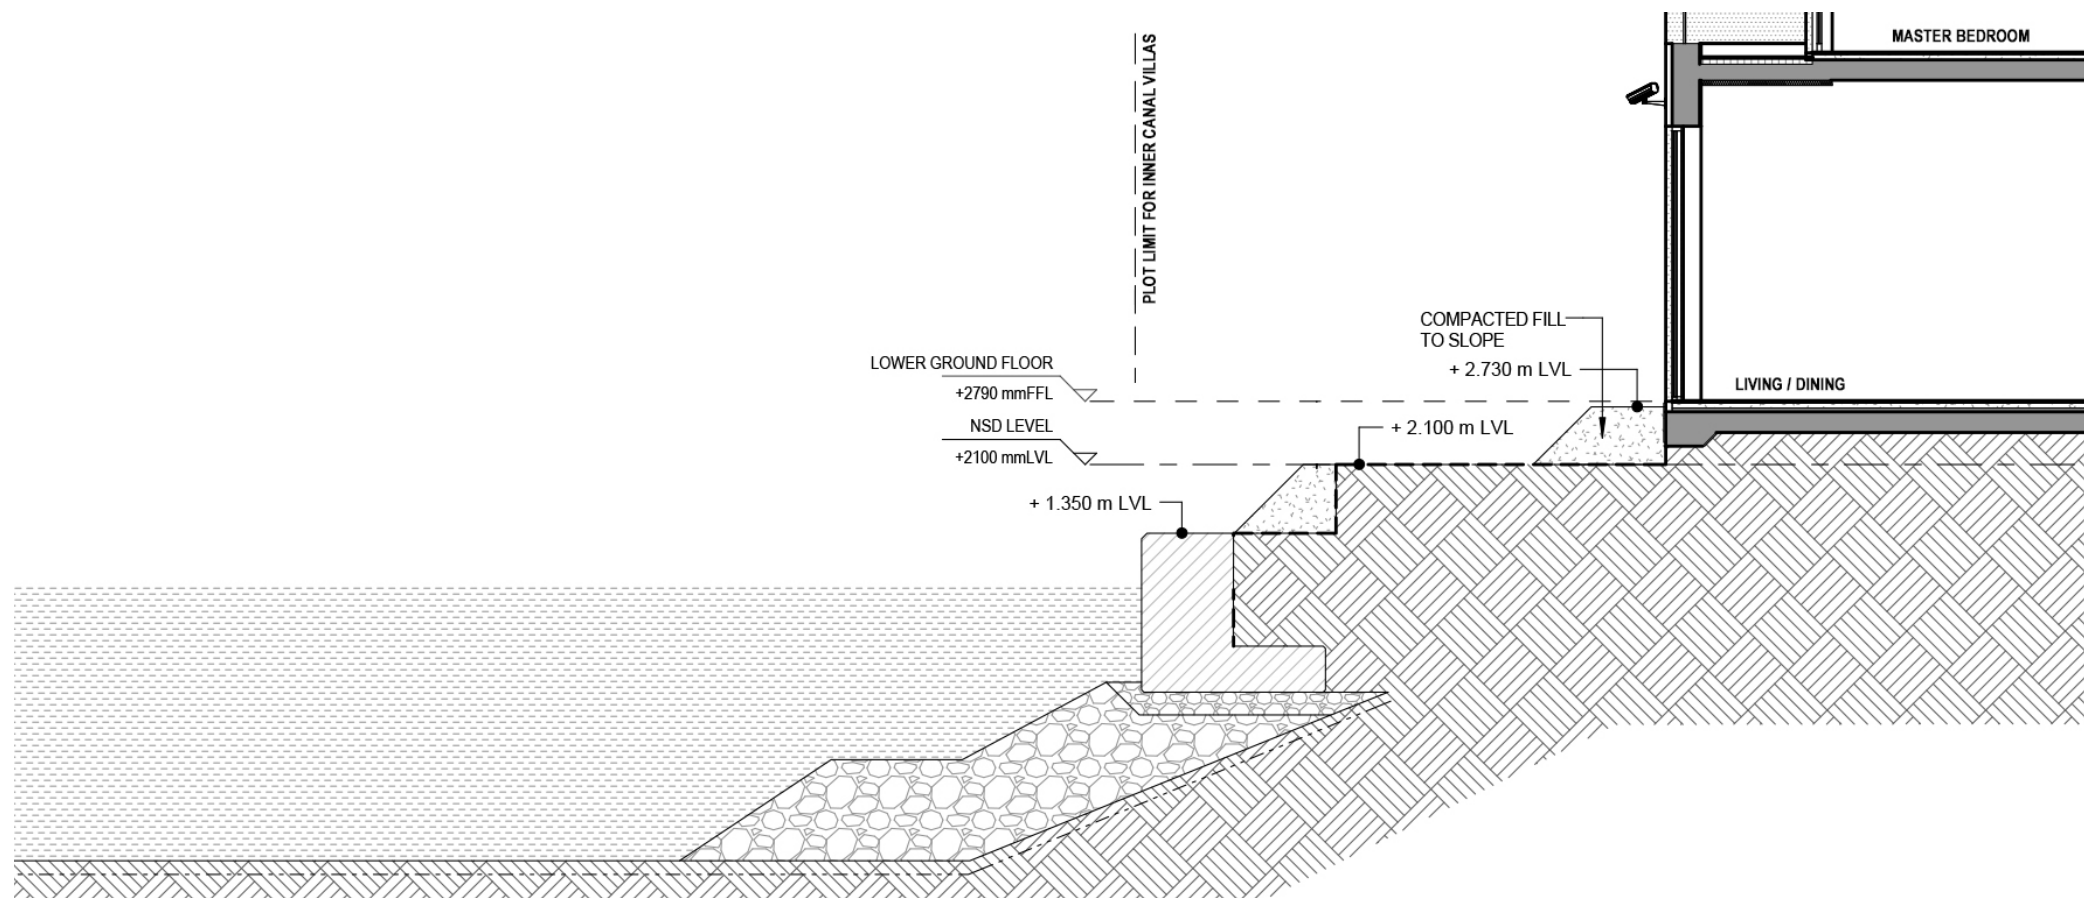 MASTER BEDROOM
PLOT LIMIT FOR INNER CANAL VILLAS
COMPACTED FILL
TO SLOPE
+ 2.730 m LVL
LOWER GROUND FLOOR
+2790 mmFFL
LIVING / DINING
NSD LEVEL
+2100 mmLVL
+ 2.100 m LVL
+ 1.350 m LVL